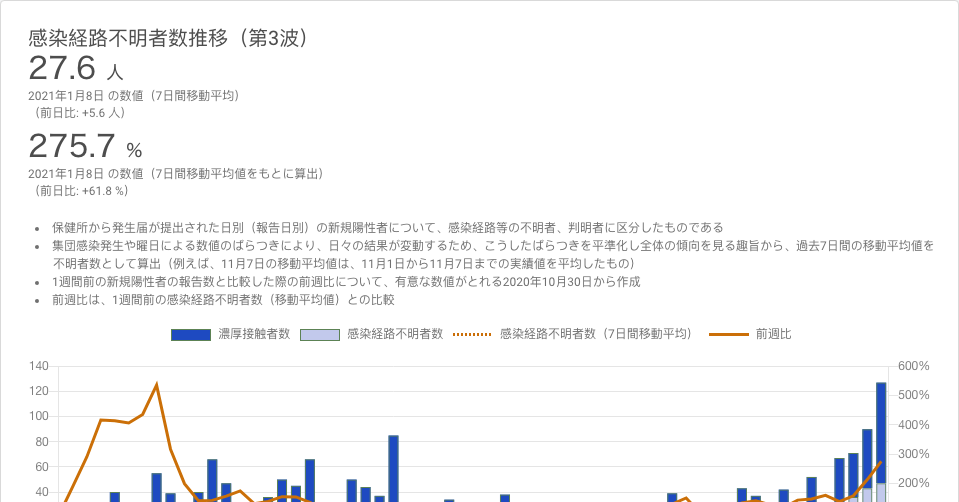 感染経路不明者数推移（第3波）
27.6 人
2021年1月8日 の数値（7日間移動平均）
（前日比: +5.6 人）
275.7 %
2021年1月8日 の数値（7日間移動平均値をもとに算出）
（前日比: +61.8 %）
• 保健所から発生届が提出された日別（報告日別）の新規陽性者について、感染経路等の不明者、判明者に区分したものである
• 集団感染発生や曜日による数値のばらつきにより、日々の結果が変動するため、こうしたばらつきを平準化し全体の傾向を見る趣旨から、過去7日間の移動平均値を
不明者数として算出（例えば、11月7日の移動平均値は、11月1日から11月7日までの実績値を平均したもの）
• 1週間前の新規陽性者の報告数と比較した際の前週比について、有意な数値がとれる2020年10月30日から作成
• 前週比は、1週間前の感染経路不明者数（移動平均値）との比較
濃厚接触者数 感染経路不明者数 感染経路不明者数（7日間移動平均） 前週比
140 600%
120 500%
100 400%
80 300%
60 200%
40